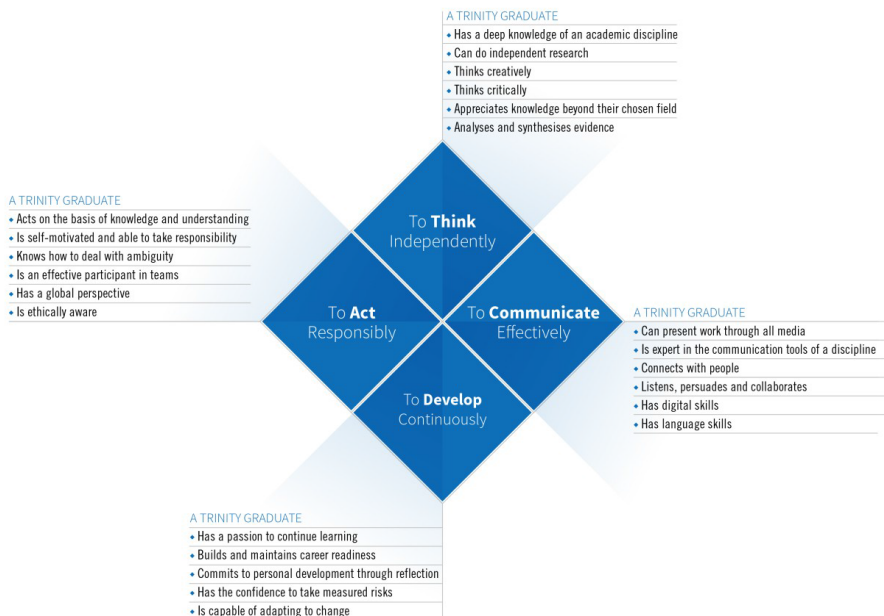 A TRINITY GRADUATE
Has a deep knowledge of an academic discipline
Can do independent research
Thinks creatively
Thinks critically
Appreciates knowledge beyond their chosen field
Analyses and synthesises evidence
A TRINITY GRADUATE
Acts on the basis of knowledge and understanding
Is self-motivated and able to take responsibility
Knows how to deal with ambiguity
Is an effective participant in teams
Has a global perspective
Is ethically aware
To Think
Independently
To Act
Responsibly
To Communicate
Effectively
To Develop
Continuously
A TRINITY GRADUATE
Can present work through all media
Is expert in the communication tools of a discipline
Connects with people
Listens, persuades and collaborates
Has digital skills
Has language skills
A TRINITY GRADUATE
Has a passion to continue learning
Builds and maintains career readiness
Commits to personal development through reflection
Has the confidence to take measured risks
Is capable of adapting to change